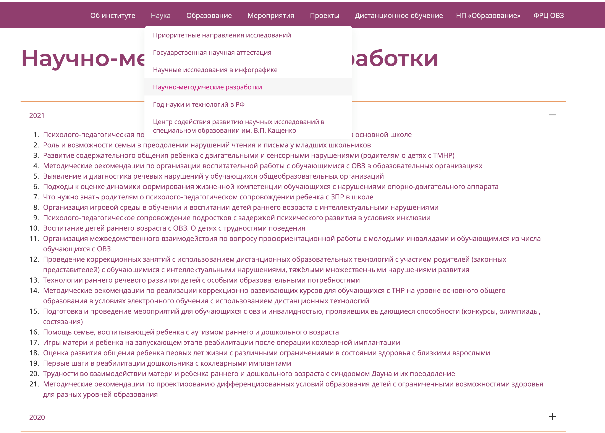 Об институте Наука Образование Мероприятия Проекты Дистанционное обучение НП «Образование» ФРЦ ОВЗ
Приоритетные направления исследований
Государственная научная аттестация
Научные исследования в инфографике
Научно-методические разработки
Год науки и технологий в РФ
Центр содействия развитию научных исследований в
специальном образовании им. В.П. Кащенко
Научно-ме аботки
2021
1. Психолого-педагогическая по основной школе
2. Роль и возможности семьи в преодолении нарушений чтения и письма у младших школьников
3. Развитие содержательного общения ребенка с двигательными и сенсорными нарушениями (родителям о детях с ТМНР)
4. Методические рекомендации по организации воспитательной работы с обучающимися с ОВЗ в образовательных организациях
5. Выявление и диагностика речевых нарушений у обучающихся общеобразовательных организаций
6. Подходы к оценке динамики формирования жизненной компетенции обучающихся с нарушениями опорно-двигательного аппарата
7. Что нужно знать родителям о психолого-педагогическом сопровождении ребенка с ЗПР в школе
8. Организация игровой среды в обучении и воспитании детей раннего возраста с интеллектуальными нарушениями
9. Психолого-педагогическое сопровождение подростков с задержкой психического развития в условиях инклюзии
10. Воспитание детей раннего возраста с ОВЗ. О детях с трудностями поведения
11. Организация межведомственного взаимодействия по вопросу профориентационной работы с молодыми инвалидами и обучающимися из числа
обучающихся с ОВЗ
12. Проведение коррекционных занятий с использованием дистанционных образовательных технологий с участием родителей (законных
представителей) с обучающимися с интеллектуальными нарушениями, тяжёлыми множественными нарушениями развития
13. Технологии раннего речевого развития детей с особыми образовательными потребностями
14. Методические рекомендации по реализации коррекционно-развивающих курсов для обучающихся с ТНР на уровне основного общего
образования в условиях электронного обучения с использованием дистанционных технологий
15. Подготовка и проведение мероприятий для обучающихся с овз и инвалидностью, проявивших выдающиеся способности (конкурсы, олимпиады,
состязания)
16. Помощь семье, воспитывающей ребенка с аутизмом раннего и дошкольного возраста
17. Игры матери и ребенка на запускающем этапе реабилитации после операции кохлеарной имплантации
18. Оценка развития общения ребенка первых лет жизни с различными ограничениями в состоянии здоровья с близкими взрослыми
19. Первые шаги в реабилитации дошкольника с кохлеарными имплантами
20. Трудности во взаимодействии матери и ребенка раннего и дошкольного возраста с синдромом Дауна и их преодоление
21. Методические рекомендации по проектированию дифференцированных условий образования детей с ограниченными возможностями здоровья
для разных уровней образования
2020